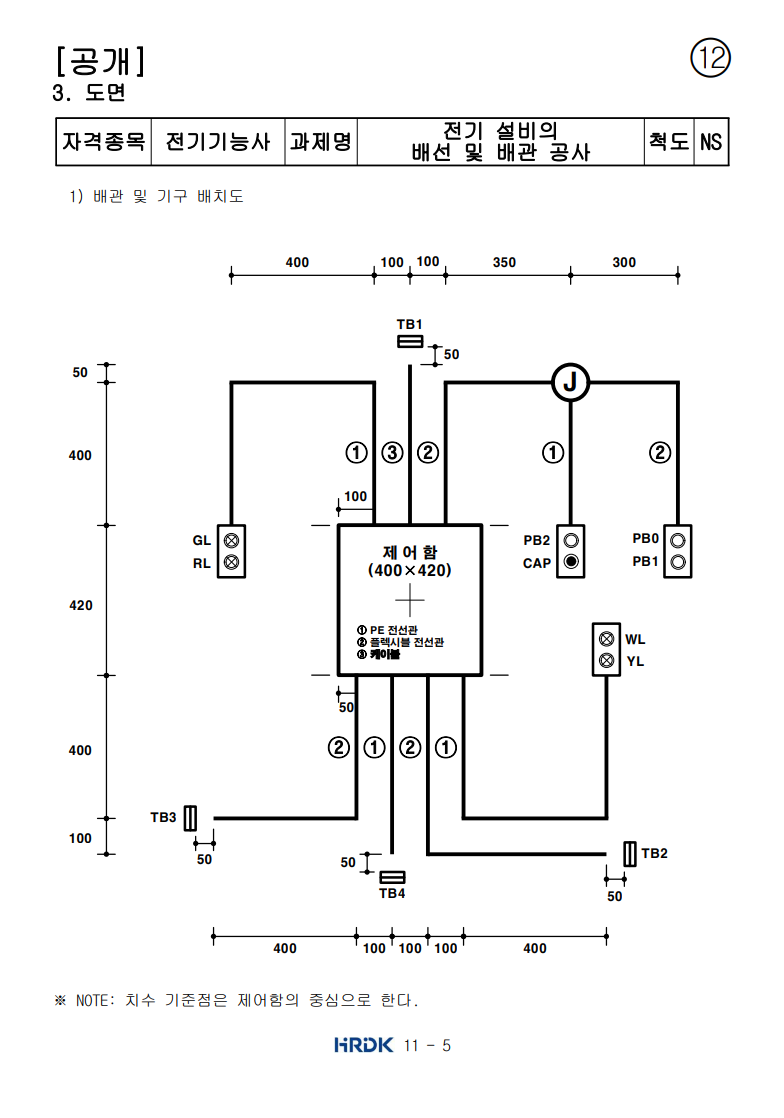 [공개]
⑫
3. 도면
자격종목 전기기능사 과제명 전기 설비의 배선 및 배관 공사 척도 NS
1) 배관 및 기구 배치도
400 100 100 350 300
TB1
50
50
J
400
① ③ ② ① ②
100
GL
RL
제어함
(400×420)
PB2
CAP
PB0
PB1
420
① PE 전선관
② 플렉시블 전선관
③ 케이블
WL
YL
50
400
② ① ② ①
TB3
100
50
50
TB4
TB2
50
400 100 100 100 400
※ NOTE: 치수 기준점은 제어함의 중심으로 한다.
HRDK 11 - 5